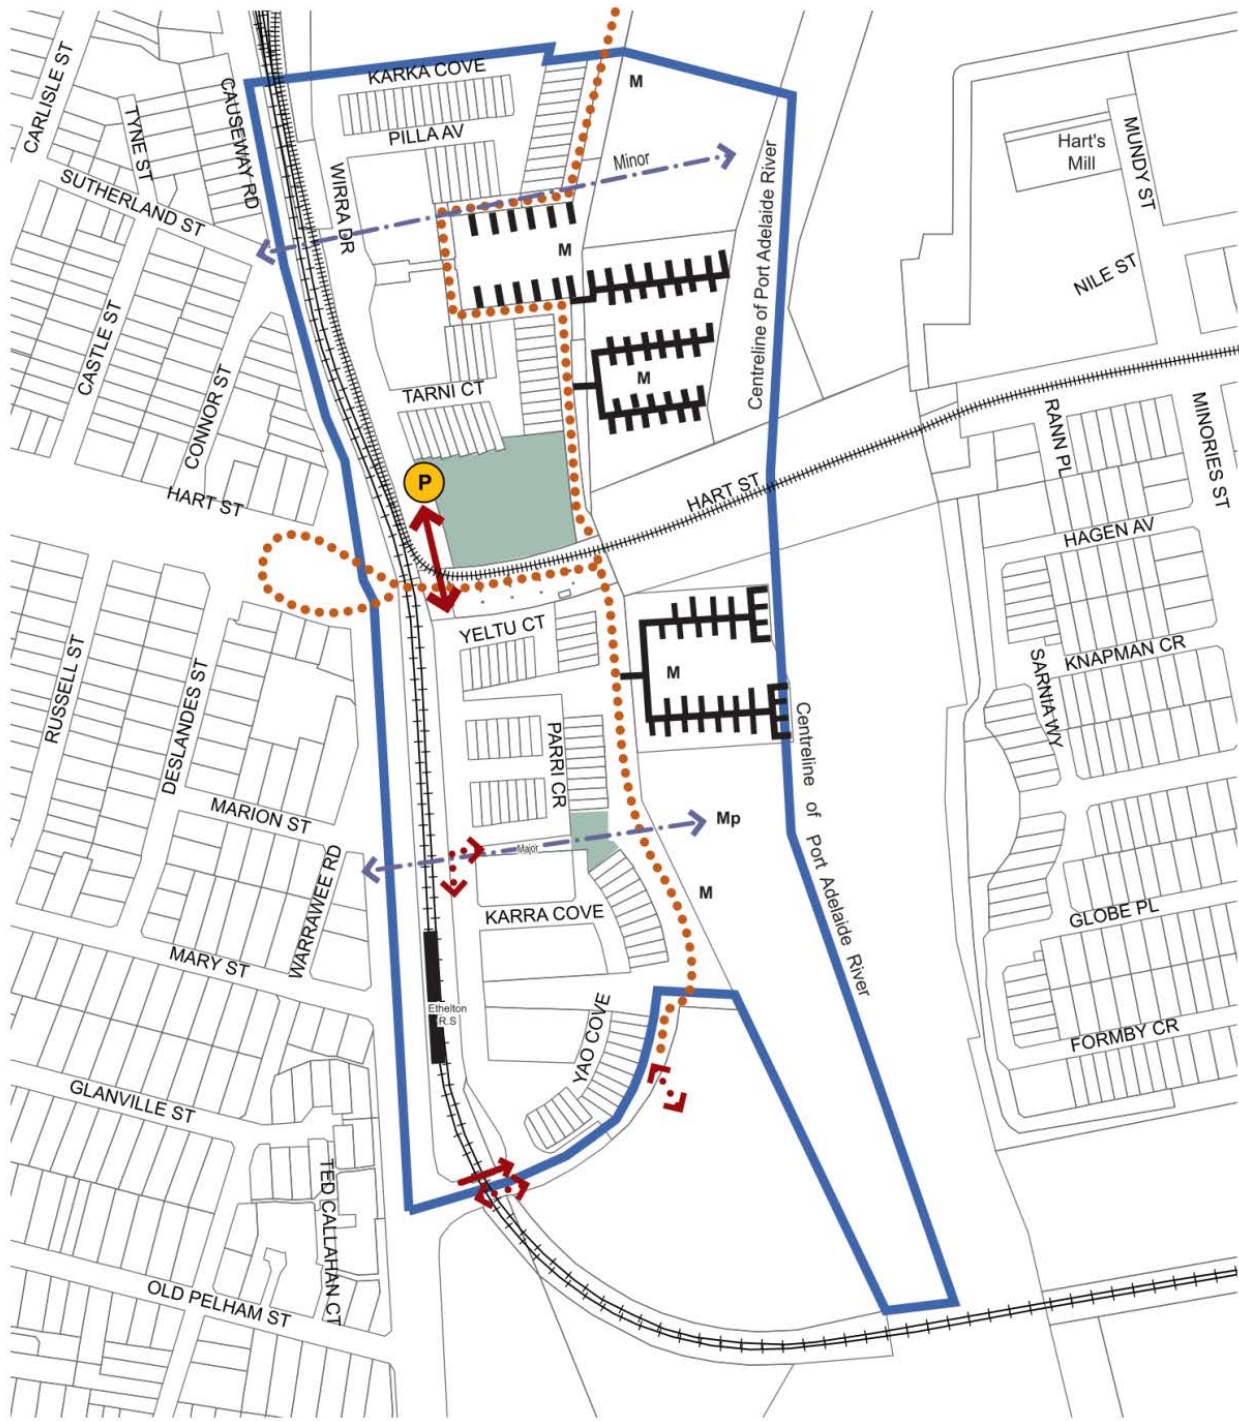 KARKA COVE
CARLISLE ST
TYNE ST
CAUSEWAY RD
M
PILLA AV
Hart's
Mill
MUNDY ST
Minor
WIRRA DR
SUTHERLAND ST
Centreline of Port Adelaide River
M
NILE ST
CASTLE ST
CONNOR ST
TARNI CT
M
RANN PL
MINORIES ST
P
HART ST
HART ST
HAGEN AV
YELTU CT
RUSSELL ST
DESLANDES ST
M
KNAPMAN CR
SARNIA WY
PARRI CR
MARION ST
Mp
Major
Centreline of Port Adelaide River
WARRAWEE RD
M
KARRA COVE
GLOBE PL
MARY ST
Ethelton
R.S
YAO COVE
FORMBY CR
GLANVILLE ST
TED CALLAHAN CT
OLD PELHAM ST